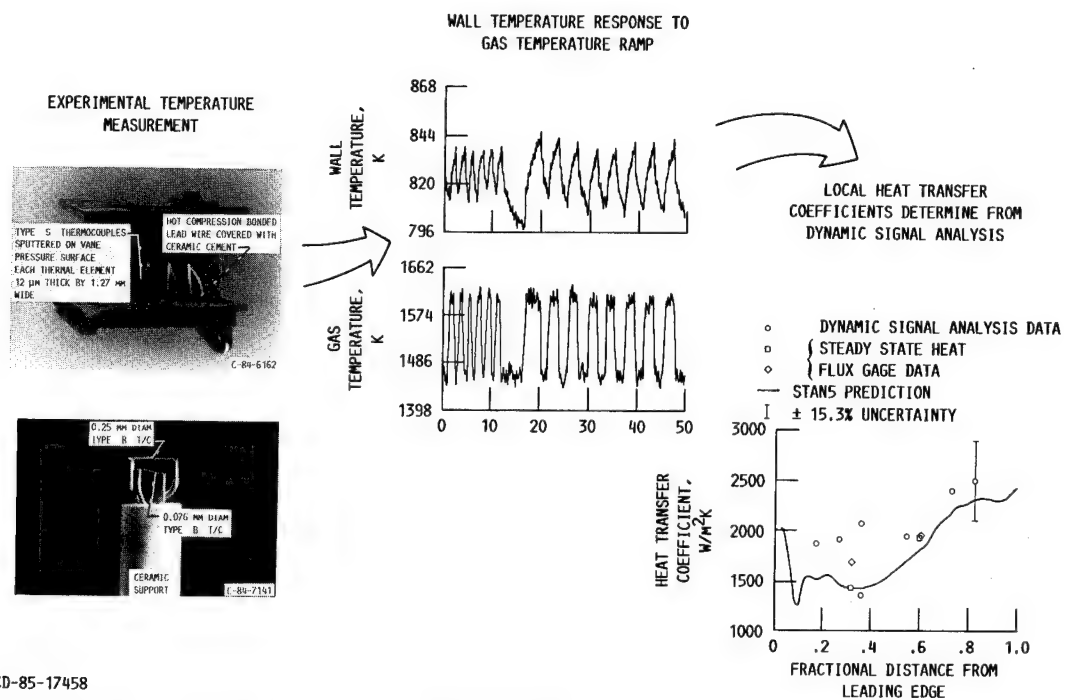 WALL TEMPERATURE RESPONSE TO
GAS TEMPERATURE RAMP
EXPERIMENTAL TEMPERATURE
MEASUREMENT
TYPE S THERMOCOUPLES
SPUTTERED ON VANE
PRESSURE SURFACE
EACH THERMAL ELEMENT
12 µm THICK BY 1.27 MM
WIDE
HOT COMPRESSION BONDED
LEAD WIRE COVERED WITH
CERAMIC CEMENT
C-84-6162
0.25 MM DIAM
TYPE B T/C
0.076 MM DIAM
TYPE B T/C
CERAMIC
SUPPORT
C-84-7141
WALL
TEMPERATURE,
K
868
844
820
796
GAS
TEMPERATURE,
K
1662
1574
1486
1398
0 10 20 30 40 50
LOCAL HEAT TRANSFER
COEFFICIENTS DETERMINE FROM
DYNAMIC SIGNAL ANALYSIS
DYNAMIC SIGNAL ANALYSIS DATA
STEADY STATE HEAT
FLUX GAGE DATA
STAN5 PREDICTION
± 15.3% UNCERTAINTY
HEAT TRANSFER
COEFFICIENT,
W/m²K
3000
2500
2000
1500
1000
0 .2 .4 .6 .8 1.0
FRACTIONAL DISTANCE FROM
LEADING EDGE
D-85-17458